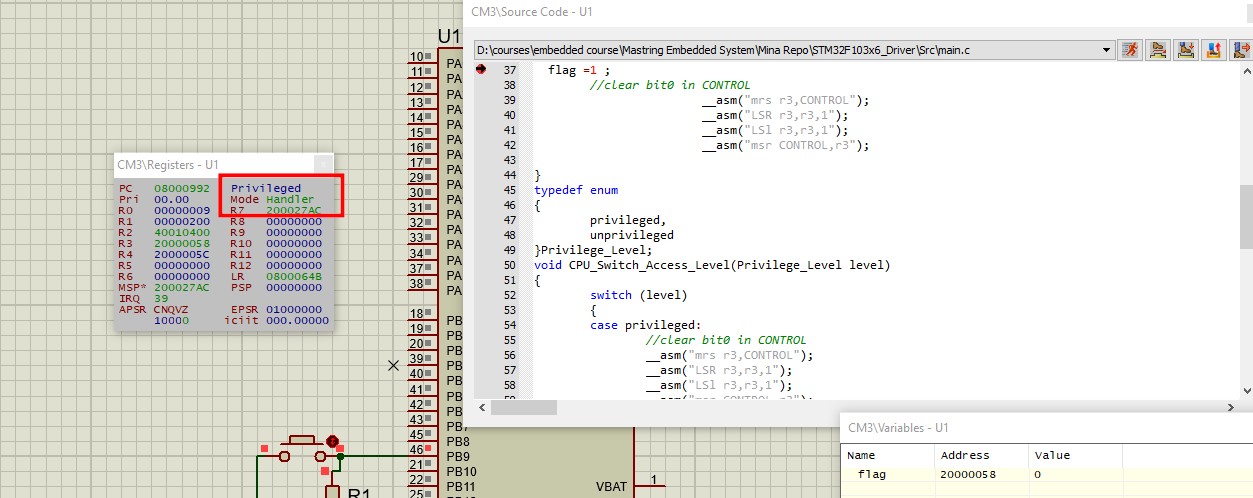 CM3\Source Code - U1
D:\courses\embedded course\Mastring Embedded System\Mina Repo\STM32F103x6_Driver\Src\main.c
37 flag =1 ;
38 //clear bit0 in CONTROL
39 __asm("mrs r3,CONTROL");
40 __asm("LSR r3,r3,1");
41 __asm("LSl r3,r3,1");
42 __asm("msr CONTROL,r3");
43
44 }
45 typedef enum
46 {
47 privileged,
48 unprivileged
49 }Privilege_Level;
50 void CPU_Switch_Access_Level(Privilege_Level level)
51 {
52 switch (level)
53 {
54 case privileged:
55 //clear bit0 in CONTROL
56 __asm("mrs r3,CONTROL");
57 __asm("LSR r3,r3,1");
58 __asm("LSl r3,r3,1");
CM3\Registers - U1
PC 08000992 Privileged
Pri 00.00 Mode Handler
R0 00000009 R7 200027AC
R1 00000200 R8 00000000
R2 40010400 R9 00000000
R3 20000058 R10 00000000
R4 2000005C R11 00000000
R5 00000000 R12 00000000
R6 00000000 LR 0800064B
MSP* 200027AC PSP 00000000
IRQ 39
APSR CNQVZ EPSR 01000000
10000 iciit 000.00000
U1
10 PA
11 PA
12 PA
13 PA
14 PA
15 PA
16 PA
17 PA
29 PA
30 PA
31 PA
32 PA
33 PA
34 PA
37 PA
38 PA
18 PB
19 PB
20 PB
39 PB
40 PB
41 PB
42 PB
43 PB7
45 PB8
46 PB9
21 PB10
22 PB11
25
R1
VBAT 1
CM3\Variables - U1
Name Address Value
flag 20000058 0